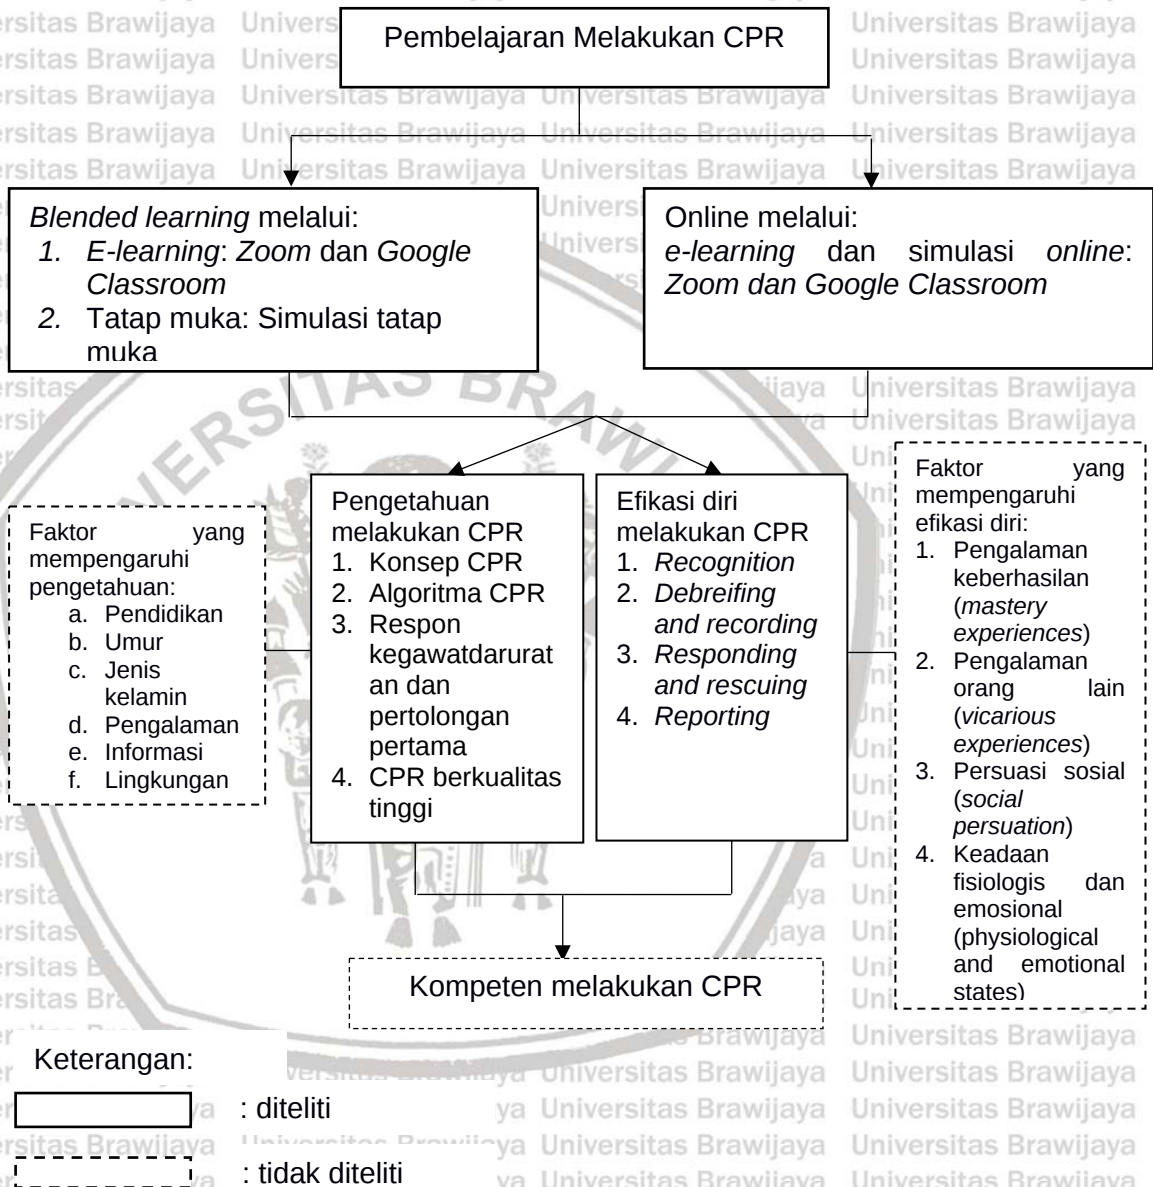 Pembelajaran Melakukan CPR
Blended learning melalui:
1. E-learning: Zoom dan Google
Classroom
2. Tatap muka: Simulasi tatap
muka
Online melalui:
e-learning dan simulasi online:
Zoom dan Google Classroom
Faktor yang
mempengaruhi
pengetahuan:
a. Pendidikan
b. Umur
c. Jenis
kelamin
d. Pengalaman
e. Informasi
f. Lingkungan
Pengetahuan
melakukan CPR
1. Konsep CPR
2. Algoritma CPR
3. Respon
kegawatdarurat
an dan
pertolongan
pertama
4. CPR berkualitas
tinggi
Efikasi diri
melakukan CPR
1. Recognition
2. Debreifing
and recording
3. Responding
and rescuing
4. Reporting
Faktor yang
mempengaruhi
efikasi diri:
1. Pengalaman
keberhasilan
(mastery
experiences)
2. Pengalaman
orang lain
(vicarious
experiences)
3. Persuasi sosial
(social
persuation)
4. Keadaan
fisiologis dan
emosional
(physiological
and emotional
states)
Kompeten melakukan CPR
Keterangan:
: diteliti
: tidak diteliti
UNIVERSITAS BRAWIJAYA
Universitas Brawijaya